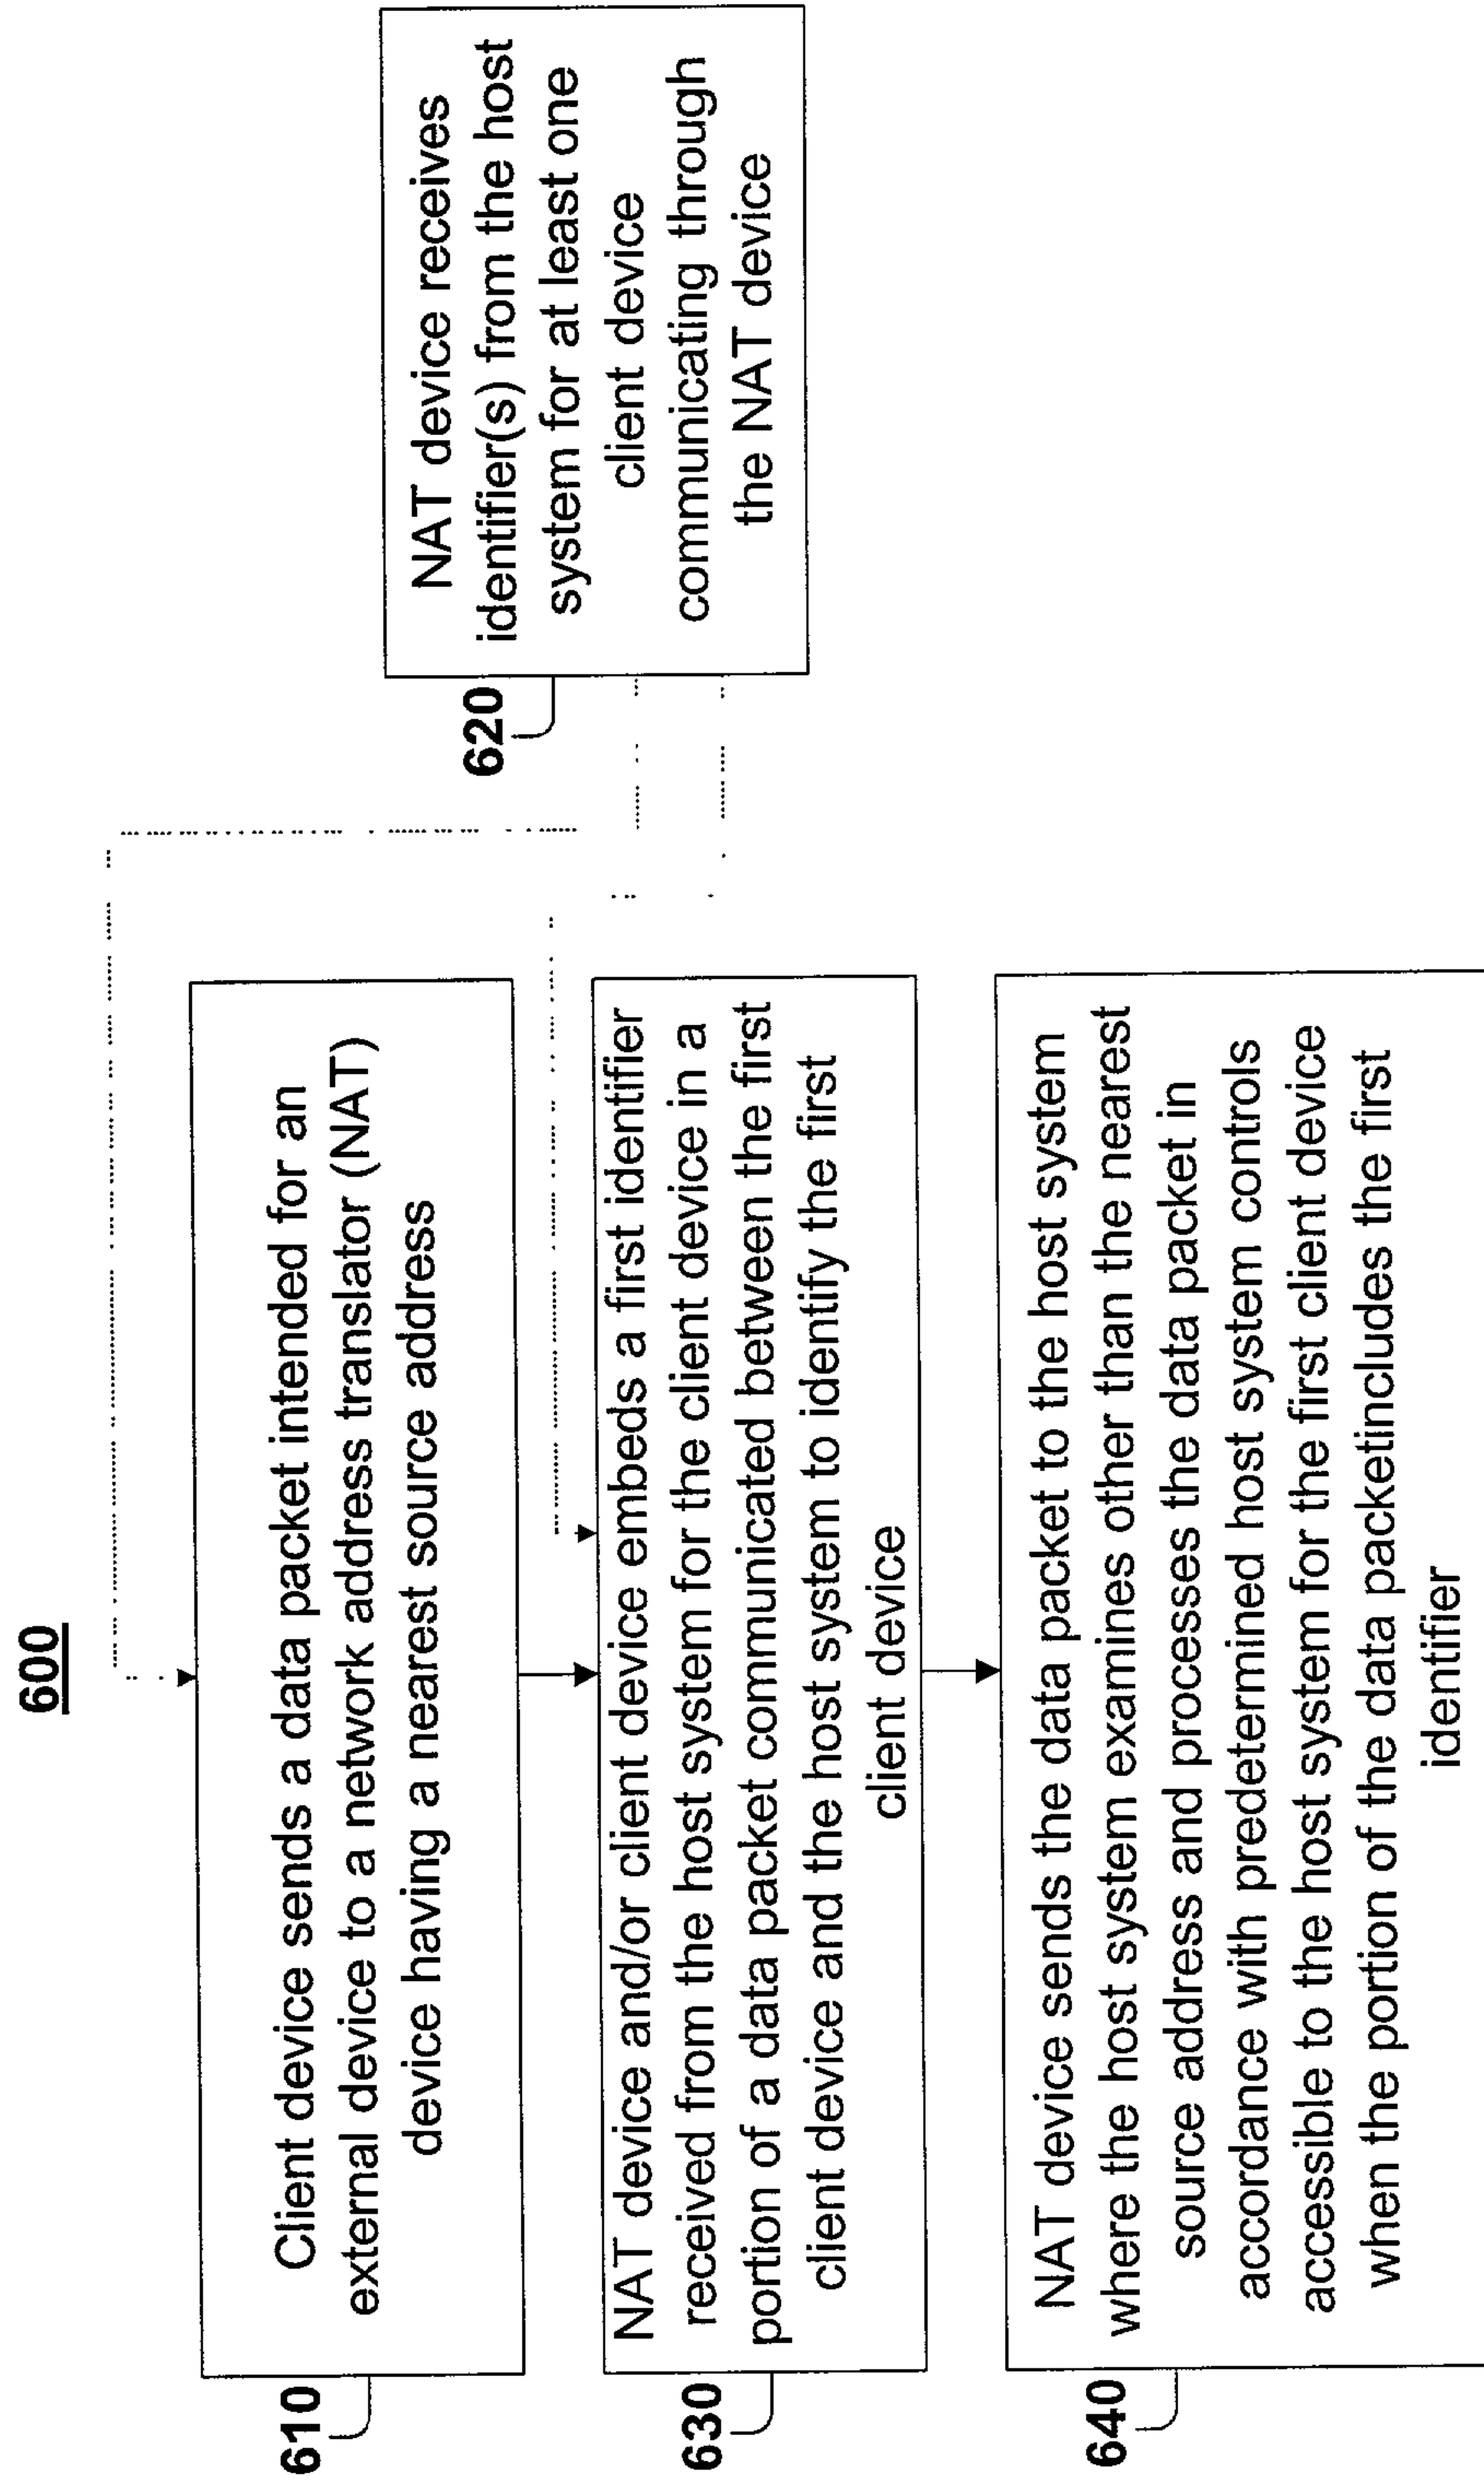 600
610
Client device sends a data packet intended for an
external device to a network address translator (NAT)
device having a nearest source address
620
NAT device receives
identifier(s) from the host
system for at least one
client device
communicating through
the NAT device
630
NAT device and/or client device embeds a first identifier
received from the host system for the client device in a
portion of a data packet communicated between the first
client device and the host system to identify the first
client device
640
NAT device sends the data packet to the host system
where the host system examines other than the nearest
source address and processes the data packet in
accordance with predetermined host system controls
accessible to the host system for the first client device
when the portion of the data packetincludes the first
identifier